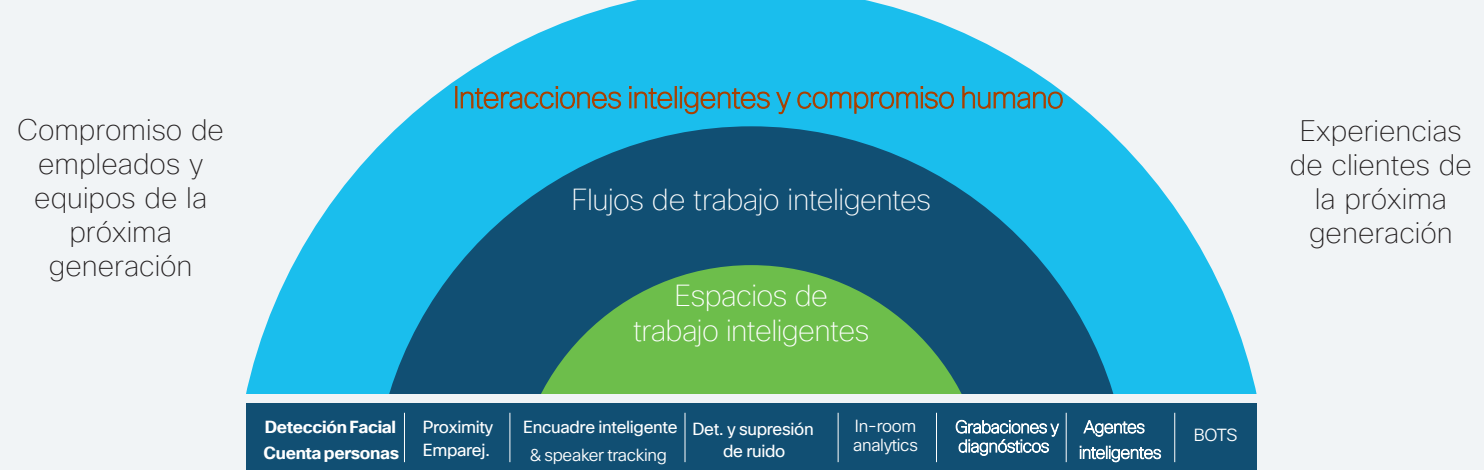 Interacciones inteligentes y compromiso humano
Compromiso de
empleados y
equipos de la
próxima
generación
Flujos de trabajo inteligentes
Espacios de
trabajo inteligentes
Experiencias
de clientes de
la próxima
generación
Detección Facial
Cuenta personas
Proximity
Emparej.
Encuadre inteligente
& speaker tracking
Det. y supresión
de ruido
In-room
analytics
Grabaciones y
diagnósticos
Agentes
inteligentes
BOTS